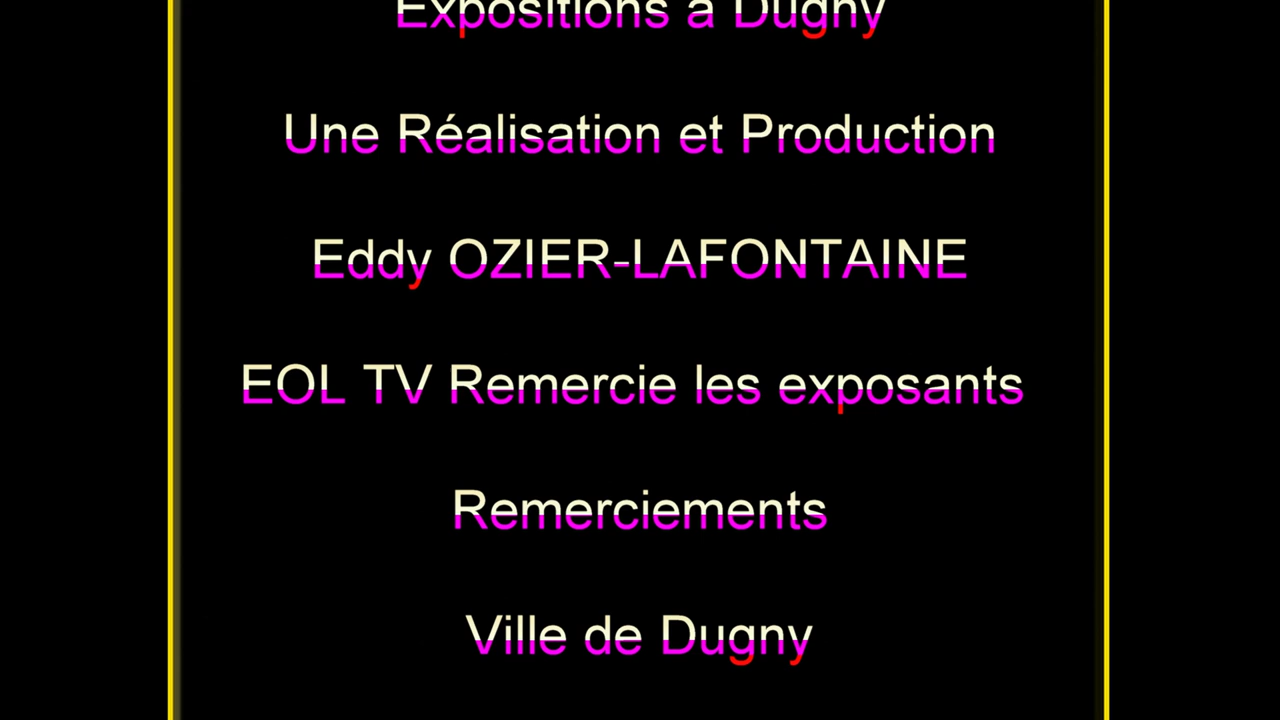 Expositions à Dugny
Une Réalisation et Production
Eddy OZIER-LAFONTAINE
EOL TV Remercie les exposants
Remerciements
Ville de Dugny